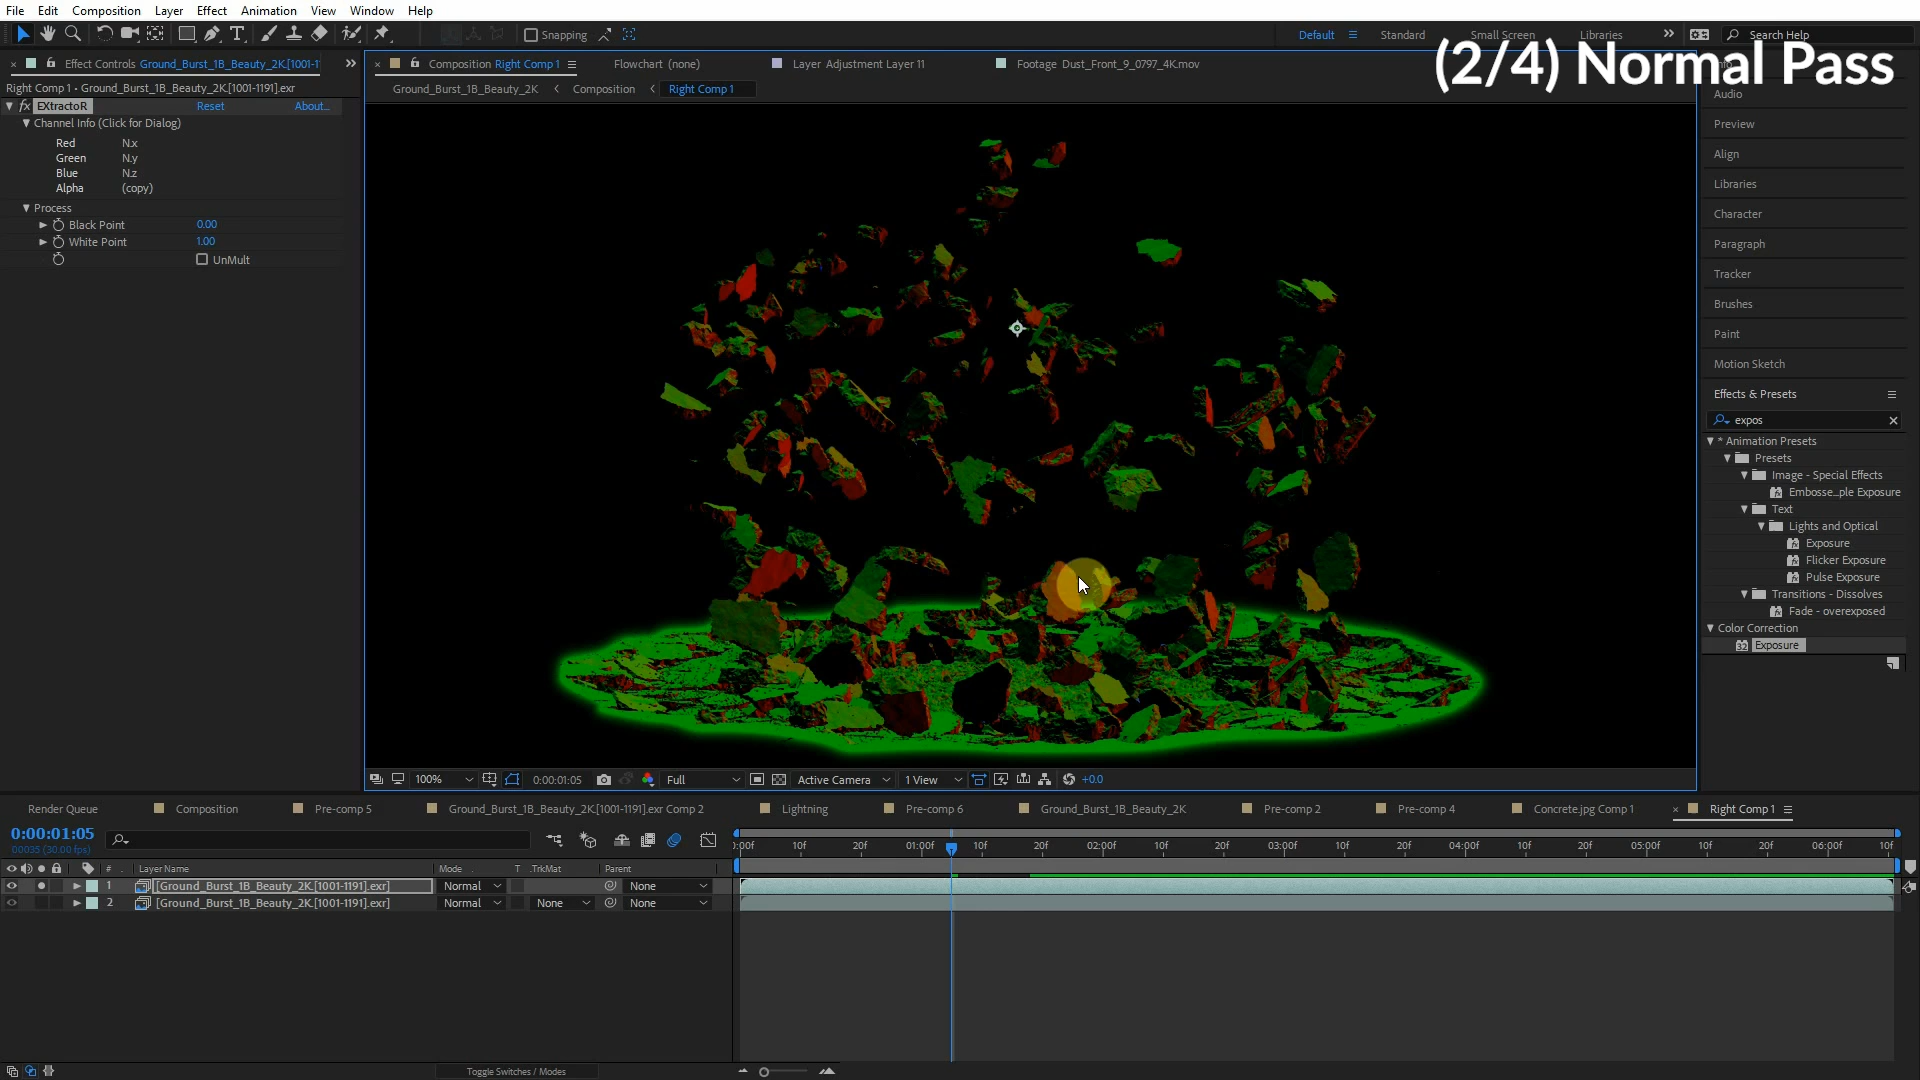 File Edit Composition Layer Effect Animation View Window Help
Snapping Default Standard Small Screen Libraries Search Help
(2/4) Normal Pass
Effect Controls Ground_Burst_1B_Beauty_2K.[1001-1
Composition Right Comp 1 Flowchart (none) Layer Adjustment Layer 11 Footage Dust_Front_9_0797_4K.mov
Right Comp 1 • Ground_Burst_1B_Beauty_2K.[1001-1191].exr
Ground_Burst_1B_Beauty_2K Composition Right Comp 1
fx EXtractoR Reset About...
Channel Info (Click for Dialog)
Red N.x
Green N.y
Blue N.z
Alpha (copy)
Process
Black Point 0.00
White Point 1.00
UnMult
Audio
Preview
Align
Libraries
Character
Paragraph
Tracker
Brushes
Paint
Motion Sketch
Effects & Presets
expos
* Animation Presets
Presets
Image - Special Effects
Embosse...ple Exposure
Text
Lights and Optical
Exposure
Flicker Exposure
Pulse Exposure
Transitions - Dissolves
Fade - overexposed
Color Correction
32 Exposure
100% 0:00:01:05 Full Active Camera 1 View +0.0
Render Queue Composition Pre-comp 5 Ground_Burst_1B_Beauty_2K.[1001-1191].exr Comp 2 Lightning Pre-comp 6 Ground_Burst_1B_Beauty_2K Pre-comp 2 Pre-comp 4 Concrete.jpg Comp 1 Right Comp 1
0:00:01:05
00035 (30.00 fps)
:00f 10f 20f 01:00f 10f 20f 02:00f 10f 20f 03:00f 10f 20f 04:00f 10f 20f 05:00f 10f 20f 06:00f 10f
# Layer Name Mode T .TrkMat Parent
1 [Ground_Burst_1B_Beauty_2K.[1001-1191].exr] Normal None
2 [Ground_Burst_1B_Beauty_2K.[1001-1191].exr] Normal None None
Toggle Switches / Modes